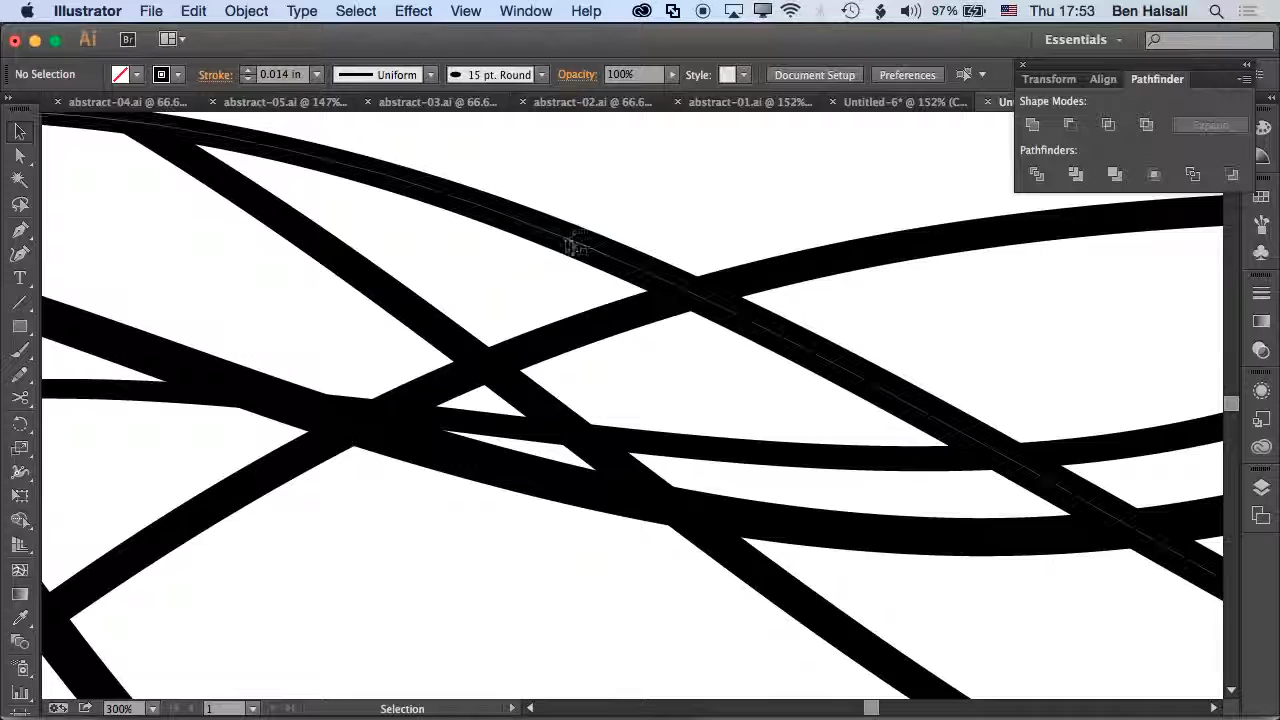 Illustrator File Edit Object Type Select Effect View Window Help 97% Thu 17:53 Ben Halsall
Ai Br Essentials
No Selection Stroke: 0.014 in Uniform 15 pt. Round Opacity: 100% Style: Document Setup Preferences
Transform Align Pathfinder
abstract-04.ai @ 66.6... abstract-05.ai @ 147%... abstract-03.ai @ 66.6... abstract-02.ai @ 66.6... abstract-01.ai @ 152%... Untitled-6* @ 152% (C...
Shape Modes:
Expand
Pathfinders:
T
300% 1 Selection